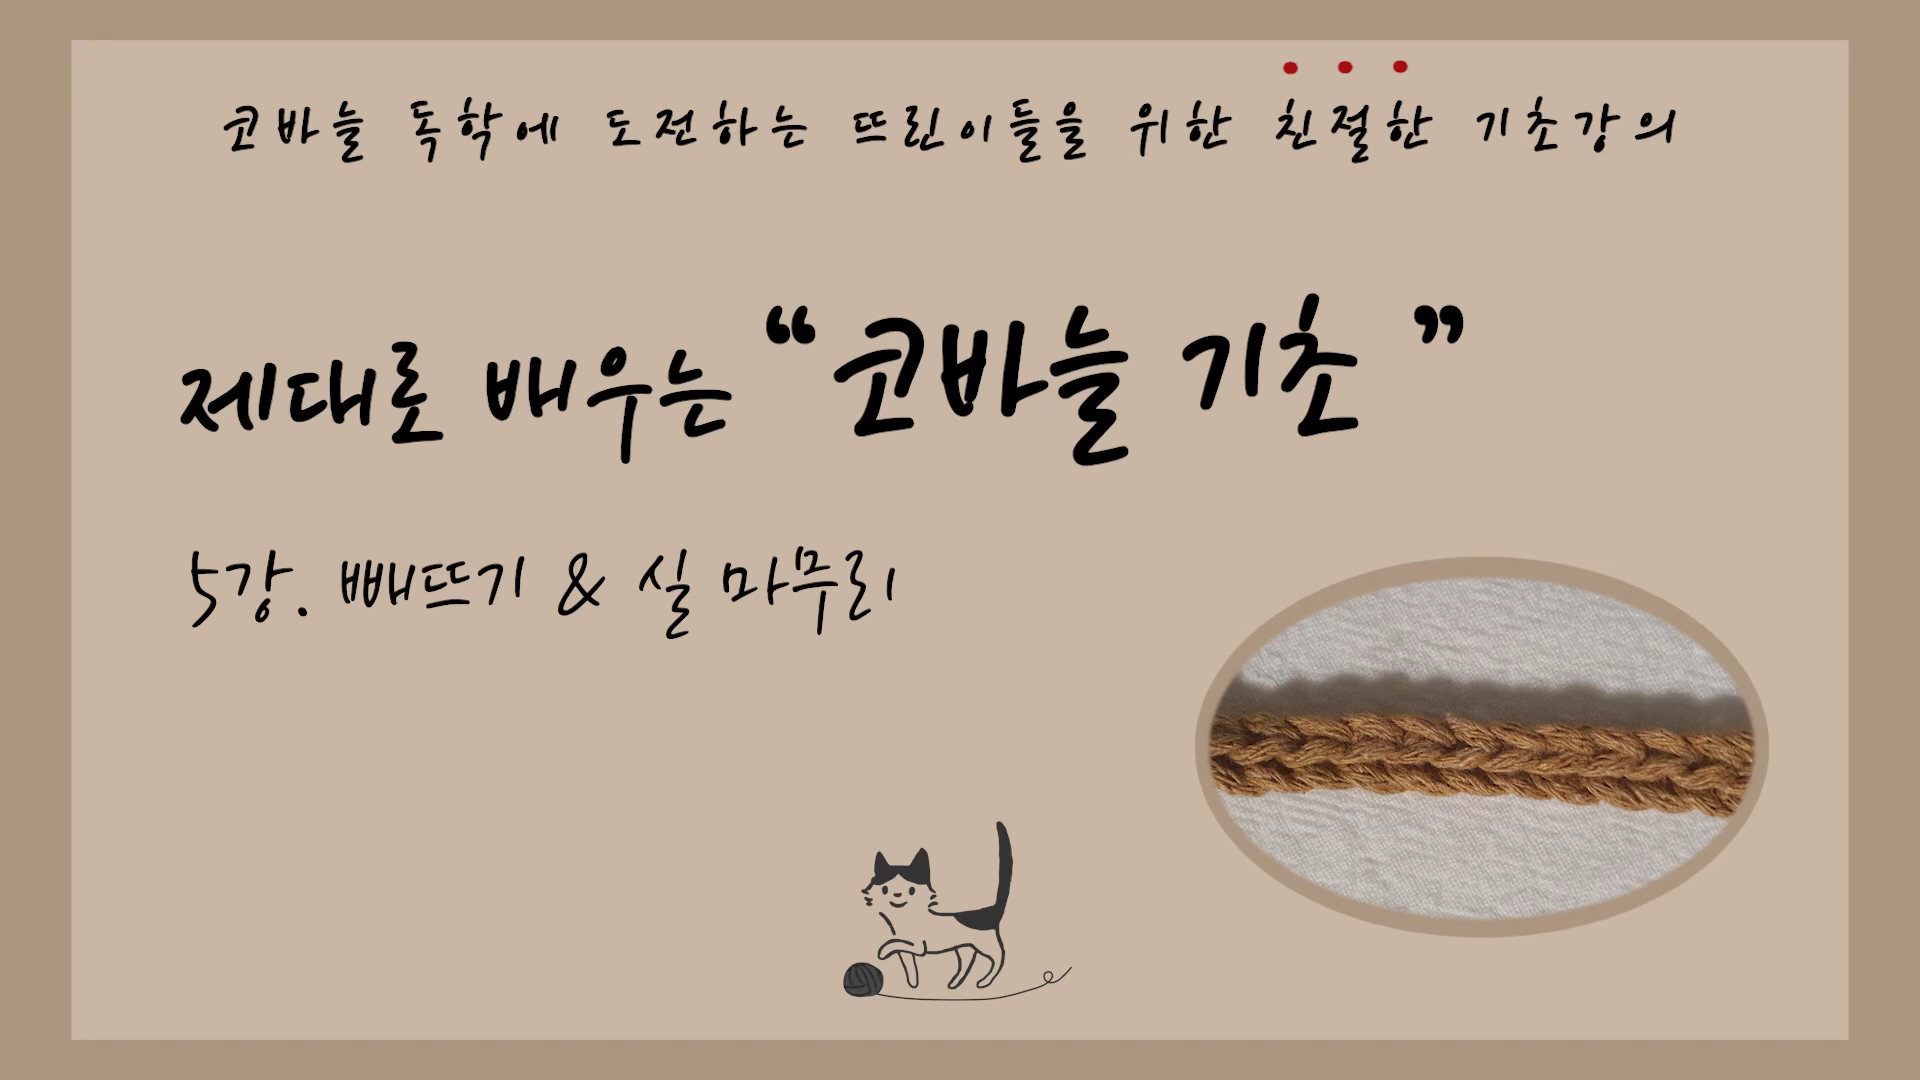 코바늘 독학에 도전하는 뜨린이들을 위한 친절한 기초강의
제대로 배우는 “코바늘 기초”
5강. 빼뜨기 & 실 마무리